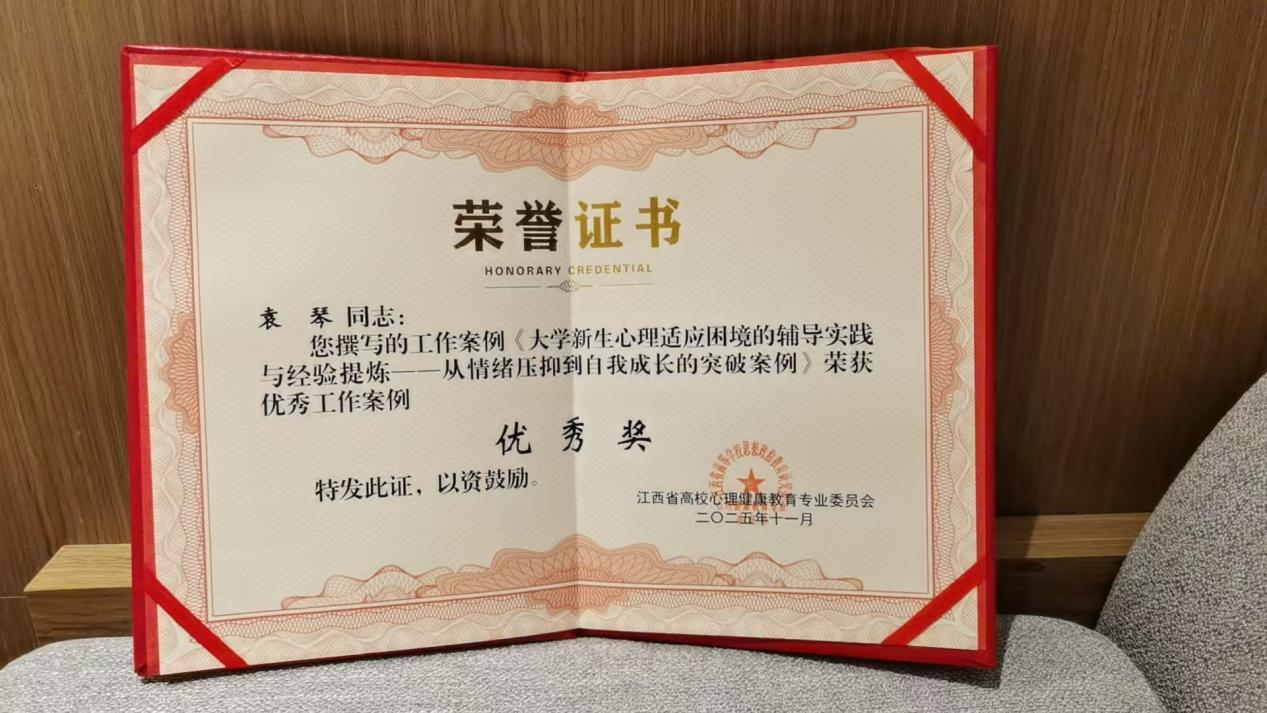 荣誉证书
HONORARY CREDENTIAL
袁 琴 同志：
您撰写的工作案例《大学新生心理适应困境的辅导实践
与经验提炼——从情绪压抑到自我成长的突破案例》荣获
优秀工作案例
优 秀 奖
特发此证，以资鼓励。
江西省高校心理健康教育专业委员会
二〇二五年十一月